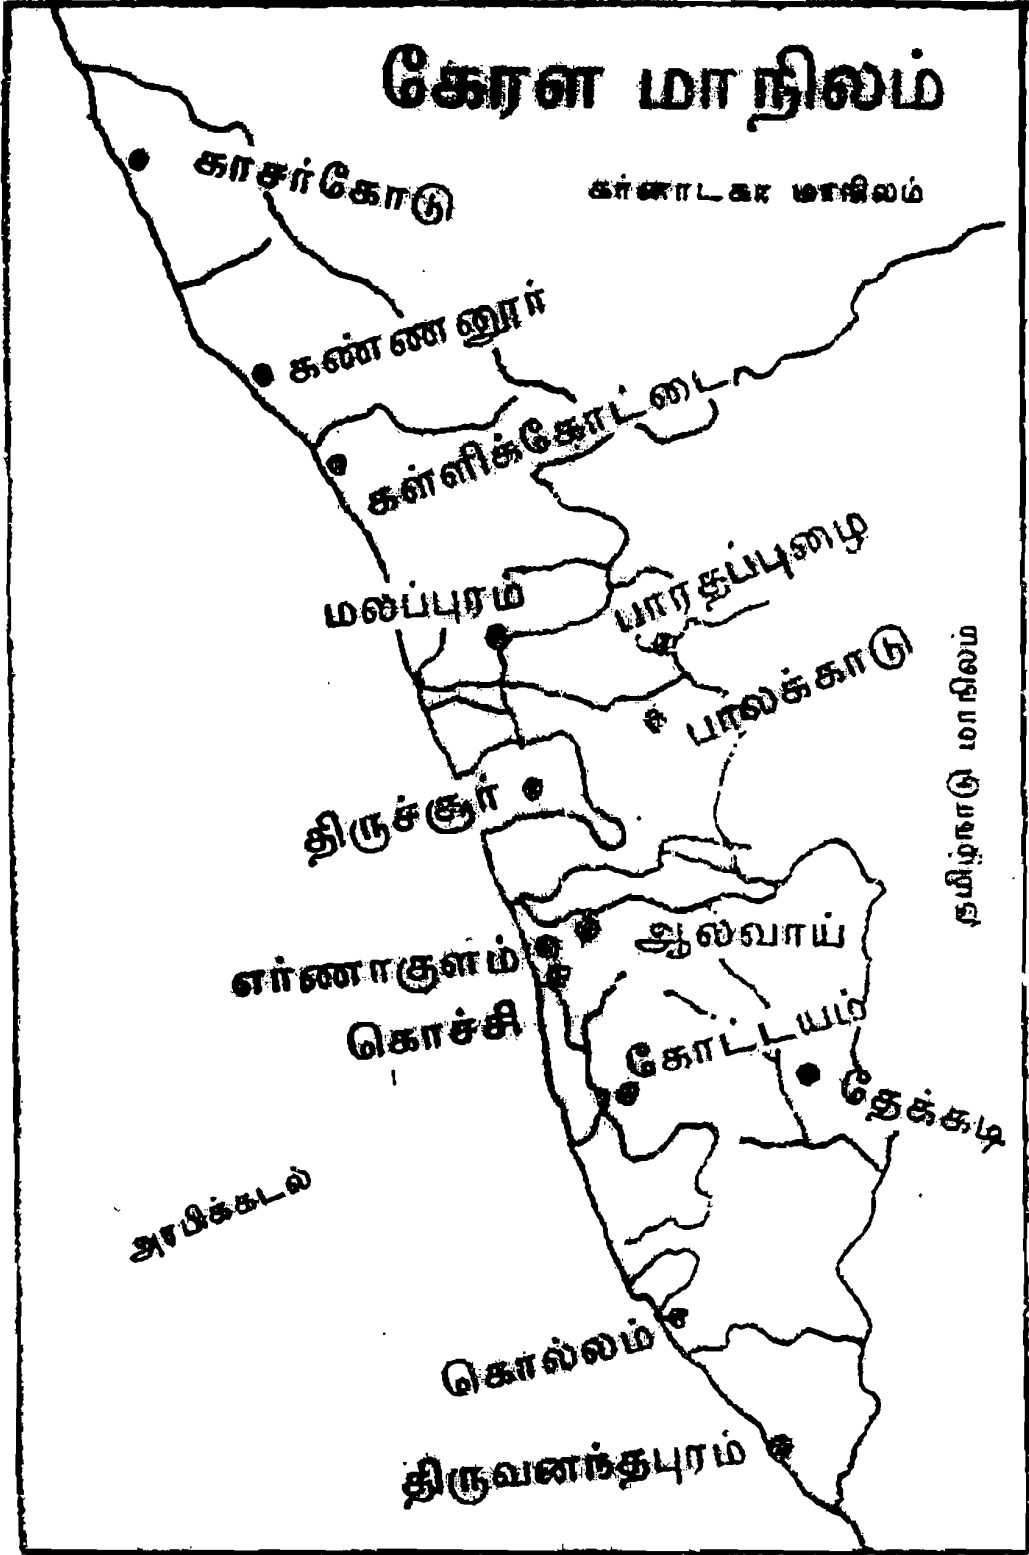 கேரள மாநிலம்
காசர்கோடு
கர்னாடகா மாநிலம்
கண்ணனூர்
கள்ளிக்கோட்டை
பாரதப்புழை
மலப்புரம்
பாலக்காடு
தமிழ்நாடு மாநிலம்
திருச்சூர்
ஆல்வாய்
எர்ணாகுளம்
கொச்சி
கோட்டயம்
தேக்கடி
அரபிக்கடல்
கொல்லம்
திருவனந்தபுரம்